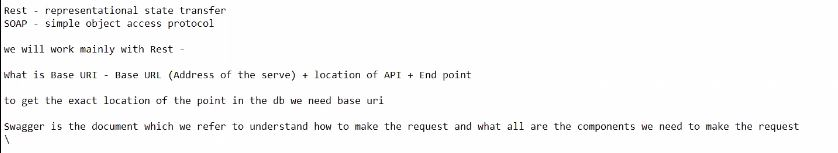 Rest - representational state transfer
SOAP - simple object access protocol
we will work mainly with Rest -
What is Base URI - Base URL (Address of the serve) + location of API + End point
to get the exact location of the point in the db we need base uri
Swagger is the document which we refer to understand how to make the request and what all are the components we need to make the request
\